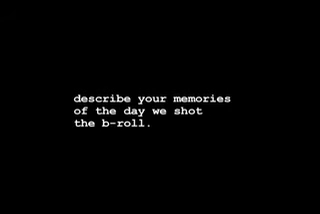 describe your memories
of the day we shot
the b-roll.